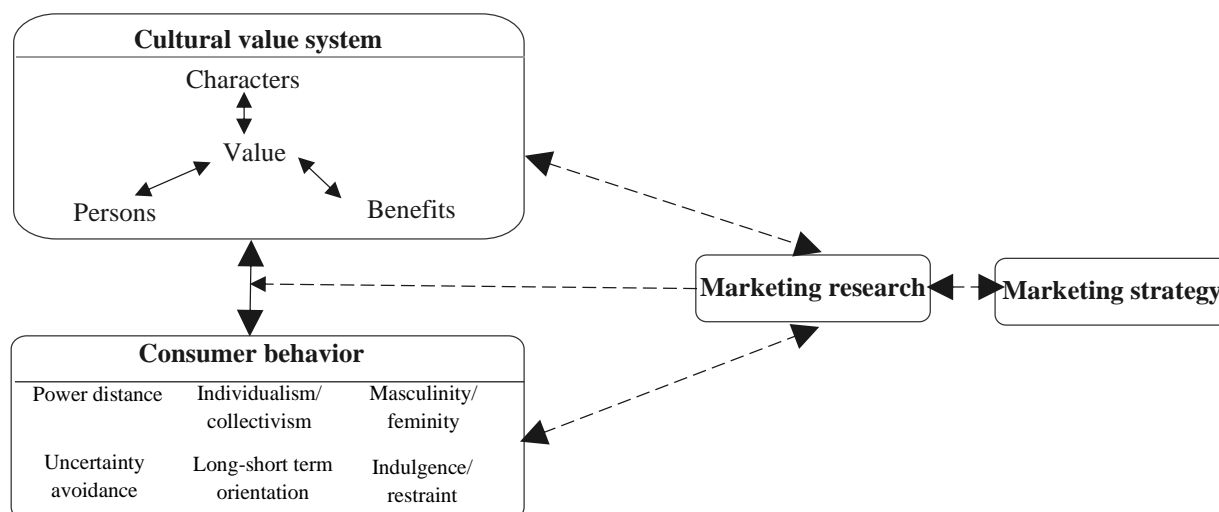 Cultural value system
Characters
Value
Persons
Benefits
Marketing research
Marketing strategy
Consumer behavior
Power distance
Individualism/
collectivism
Masculinity/
feminity
Uncertainty
avoidance
Long-short term
orientation
Indulgence/
restraint